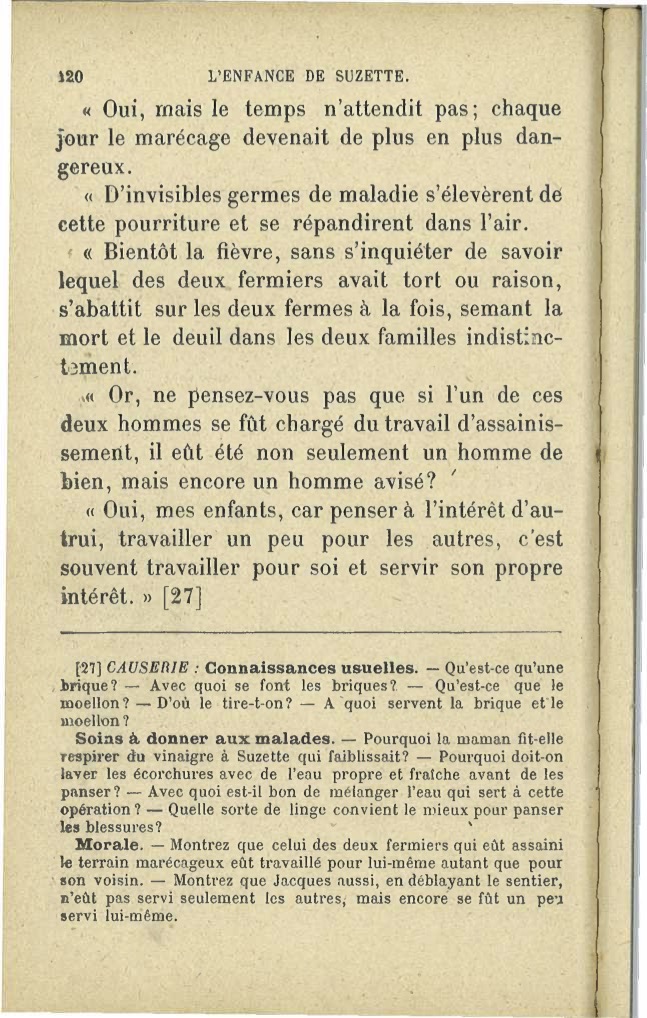 120 L'ENFANCE DE SUZETTE.
« Oui, mais le temps n'attendit pas; chaque
jour le marécage devenait de plus en plus dan-
gereux.
« D'invisibles germes de maladie s'élevèrent de
cette pourriture et se répandirent dans l'air.
« Bientôt la fièvre, sans s'inquiéter de savoir
lequel des deux fermiers avait tort ou raison,
s'abattit sur les deux fermes à la fois, semant la
mort et le deuil dans les deux familles indistinc-
tement.
« Or, ne pensez-vous pas que si l'un de ces
deux hommes se fût chargé du travail d'assainis-
sement, il eût été non seulement un homme de
bien, mais encore un homme avisé?
« Oui, mes enfants, car penser à l'intérêt d'au-
trui, travailler un peu pour les autres, c'est
souvent travailler pour soi et servir son propre
intérêt. » [27]
[27] CAUSERIE : Connaissances usuelles. — Qu'est-ce qu'une
brique? — Avec quoi se font les briques? — Qu'est-ce que le
moellon? — D'où le tire-t-on? — A quoi servent la brique et le
moellon?
Soins à donner aux malades. — Pourquoi la maman fit-elle
respirer du vinaigre à Suzette qui faiblissait? — Pourquoi doit-on
laver les écorchures avec de l'eau propre et fraîche avant de les
panser? — Avec quoi est-il bon de mélanger l'eau qui sert à cette
opération? — Quelle sorte de linge convient le mieux pour panser
les blessures?
Morale. — Montrez que celui des deux fermiers qui eût assaini
le terrain marécageux eût travaillé pour lui-même autant que pour
son voisin. — Montrez que Jacques aussi, en déblayant le sentier,
n'eût pas servi seulement les autres, mais encore se fût un peu
servi lui-même.